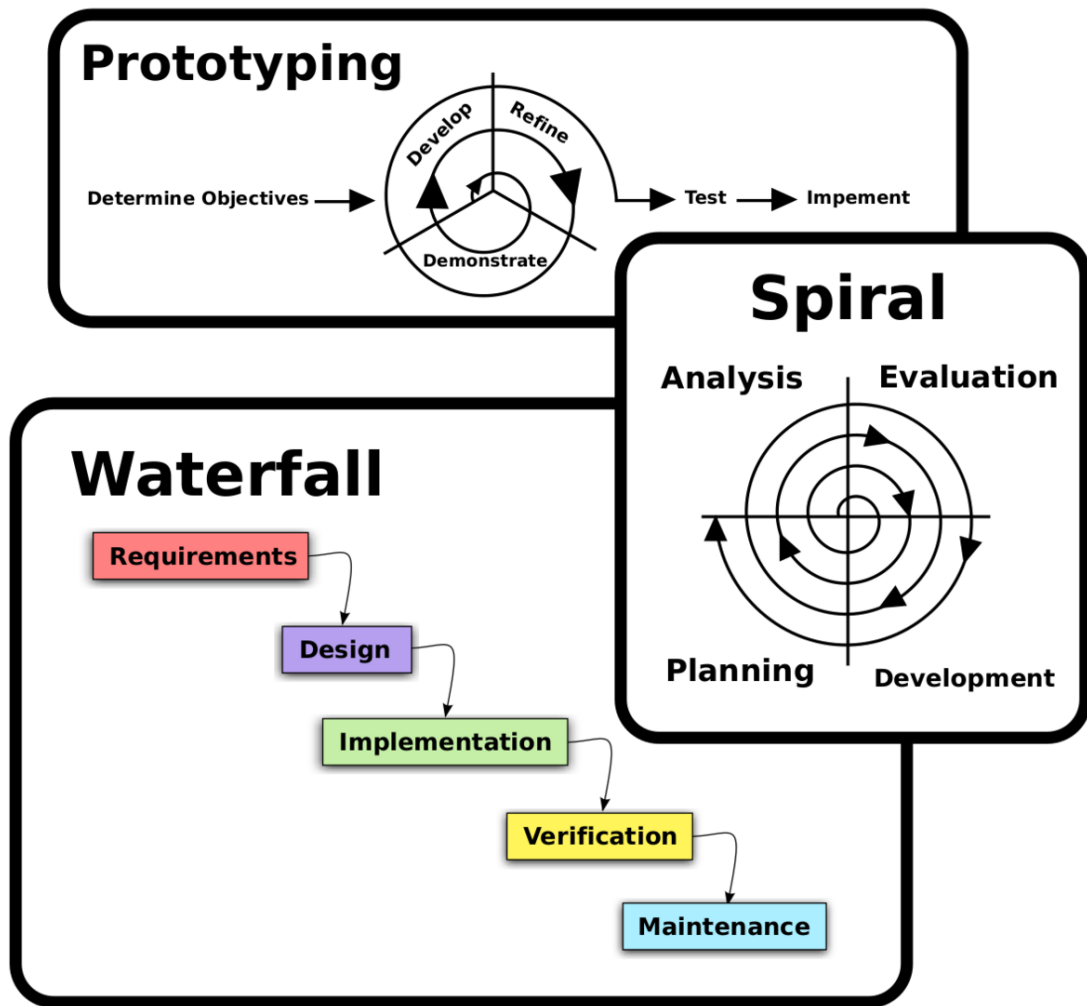 Prototyping
Develop
Refine
Determine Objectives
Test
Impement
Demonstrate
Spiral
Analysis
Evaluation
Planning
Development
Waterfall
Requirements
Design
Implementation
Verification
Maintenance